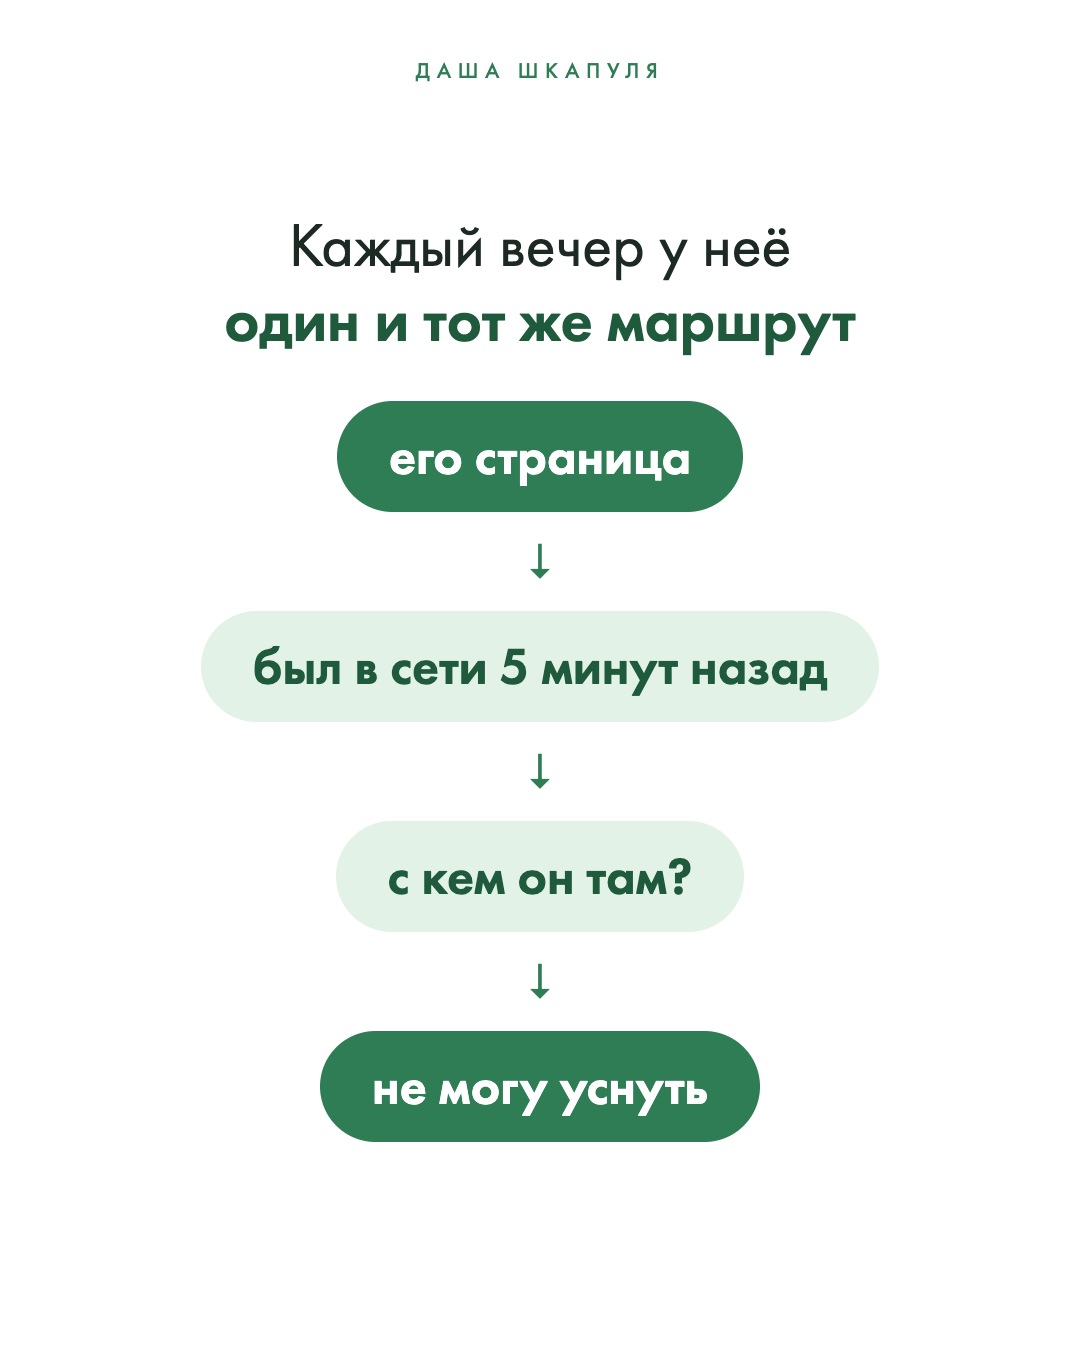 ДАША ШКАПУЛЯ
Каждый вечер у неё
один и тот же маршрут
его страница
↓
был в сети 5 минут назад
↓
с кем он там?
↓
не могу уснуть